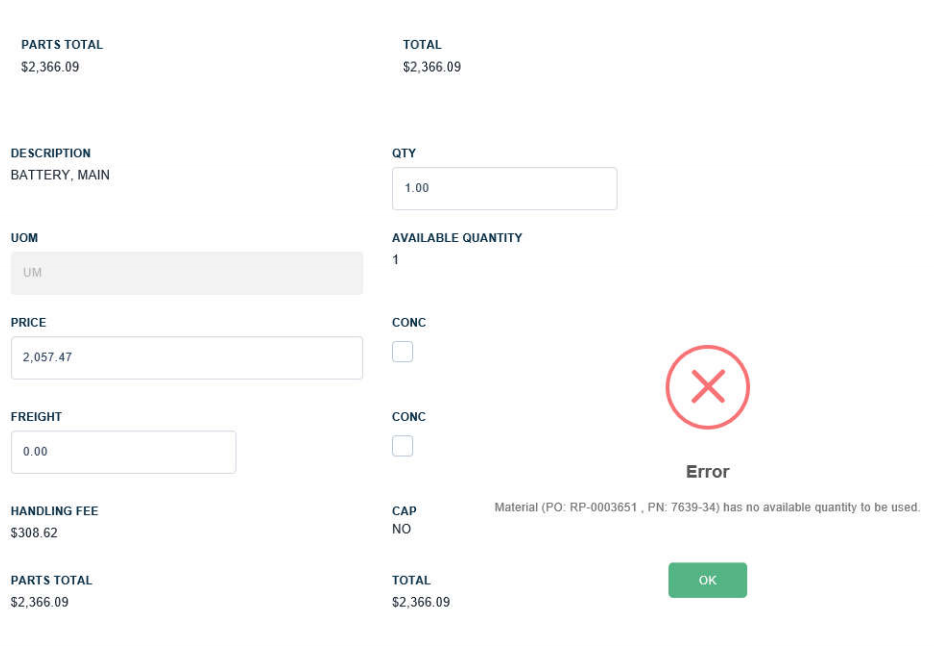 PARTS TOTAL
TOTAL
$2,366.09
$2,366.09
DESCRIPTION
QTY
BATTERY, MAIN
1.00
UOM
AVAILABLE QUANTITY
UM
1
PRICE
CONC
2,057.47
FREIGHT
CONC
0.00
Error
HANDLING FEE
CAP
Material (PO: RP-0003651 , PN: 7639-34) has no available quantity to be used.
$308.62
NO
PARTS TOTAL
TOTAL
OK
$2,366.09
$2,366.09